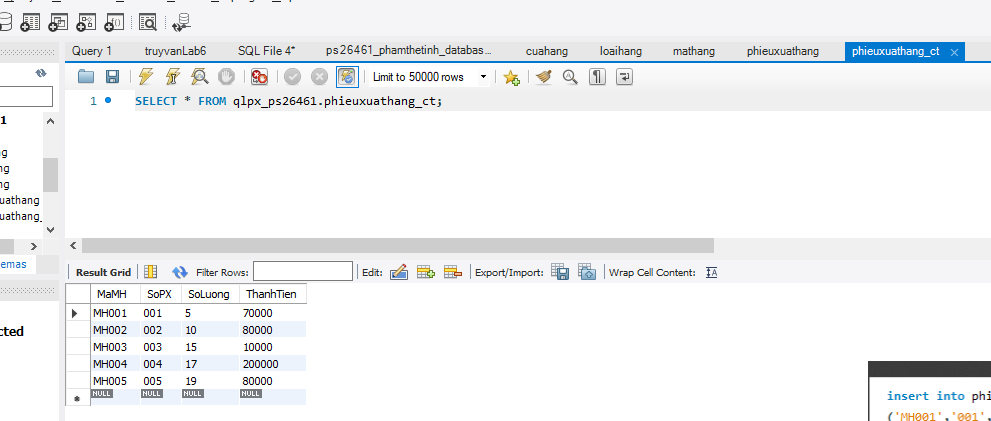 Query 1 truyvanLab6 SQL File 4* ps26461_phamthetinh_databas... cuahang loaihang mathang phieuxuathang phieuxuathang_ct
Limit to 50000 rows
1 SELECT * FROM qlpx_ps26461.phieuxuathang_ct;
1
ng
ng
ng
uathang
uathang_
emas
cted
Result Grid Filter Rows: Edit: Export/Import: Wrap Cell Content:
MaMH SoPX SoLuong ThanhTien
MH001 001 5 70000
MH002 002 10 80000
MH003 003 15 10000
MH004 004 17 200000
MH005 005 19 80000
NULL NULL NULL NULL
insert into phi
('MH001','001',